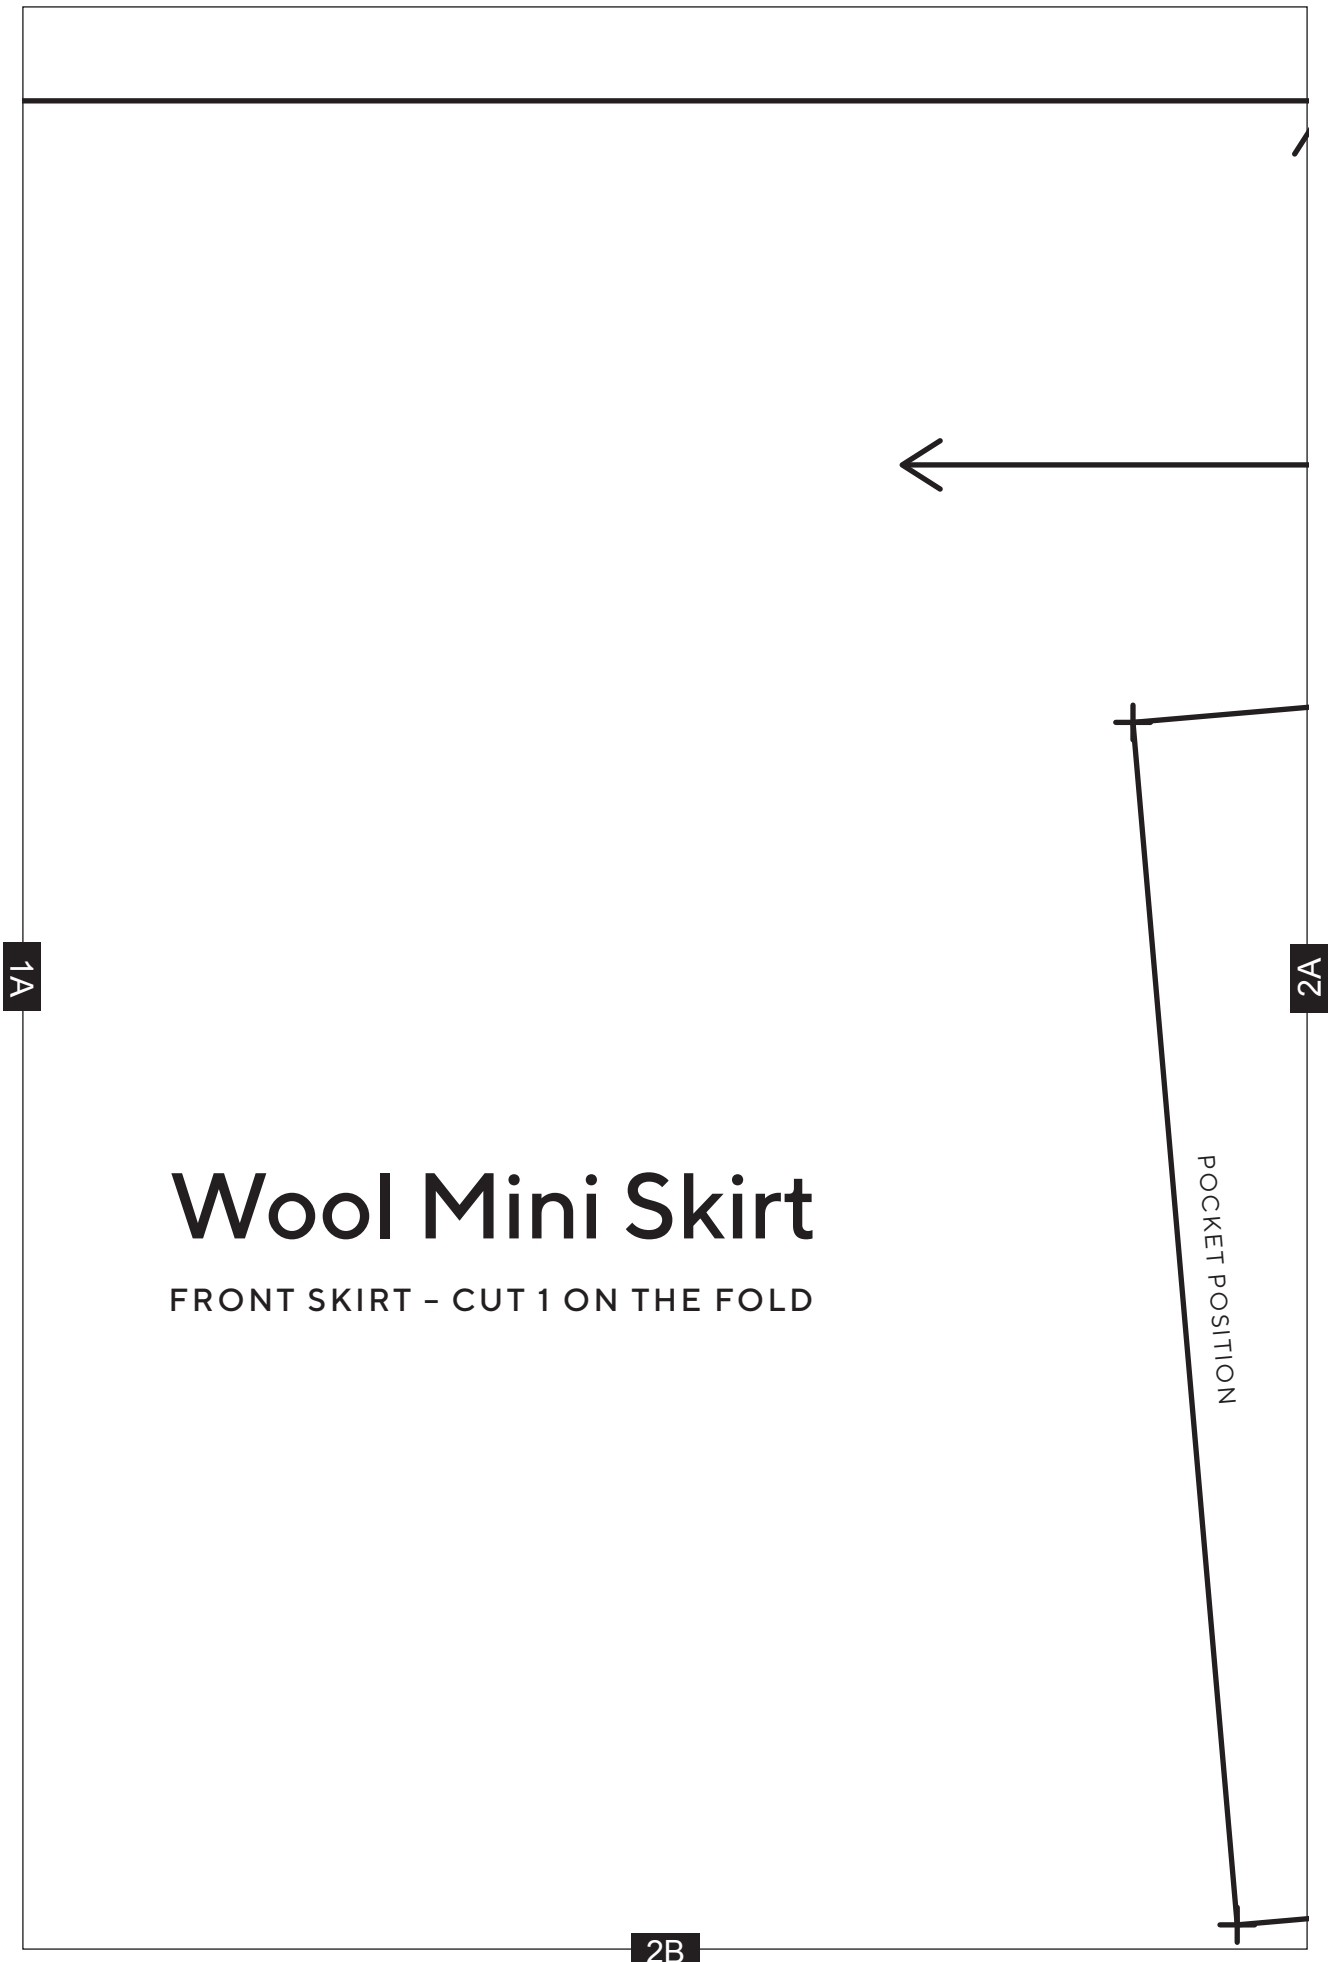 1A
2A
Wool Mini Skirt
FRONT SKIRT – CUT 1 ON THE FOLD
POCKET POSITION
2B